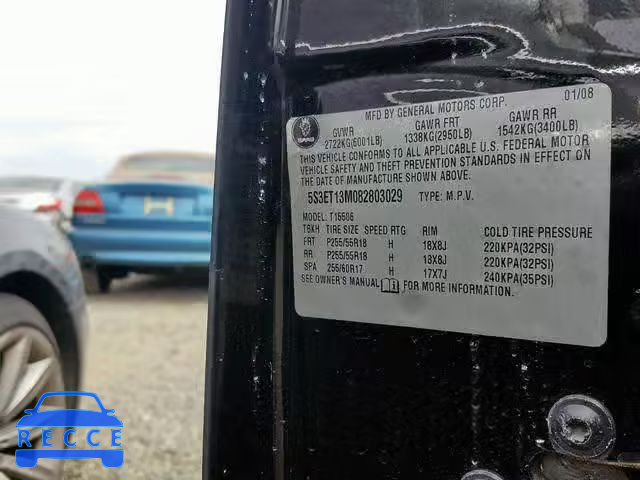 MFD BY GENERAL MOTORS CORP. 01/08
GVWR GAWR FRT GAWR RR
2722KG(6001LB) 1338KG(2950LB) 1542KG(3400LB)
THIS VEHICLE CONFORMS TO ALL APPLICABLE U.S. FEDERAL MOTOR
VEHICLE SAFETY AND THEFT PREVENTION STANDARDS IN EFFECT ON
THE DATE OF MANUFACTURE SHOWN ABOVE.
5S3ET13M082803029 TYPE: M.P.V.
MODEL: T15506
TBKH TIRE SIZE SPEED RTG RIM COLD TIRE PRESSURE
FRT P255/55R18 H 18X8J 220KPA(32PSI)
RR P255/55R18 H 18X8J 220KPA(32PSI)
SPA 255/60R17 H 17X7J 240KPA(35PSI)
SEE OWNER'S MANUAL FOR MORE INFORMATION.
RECCE